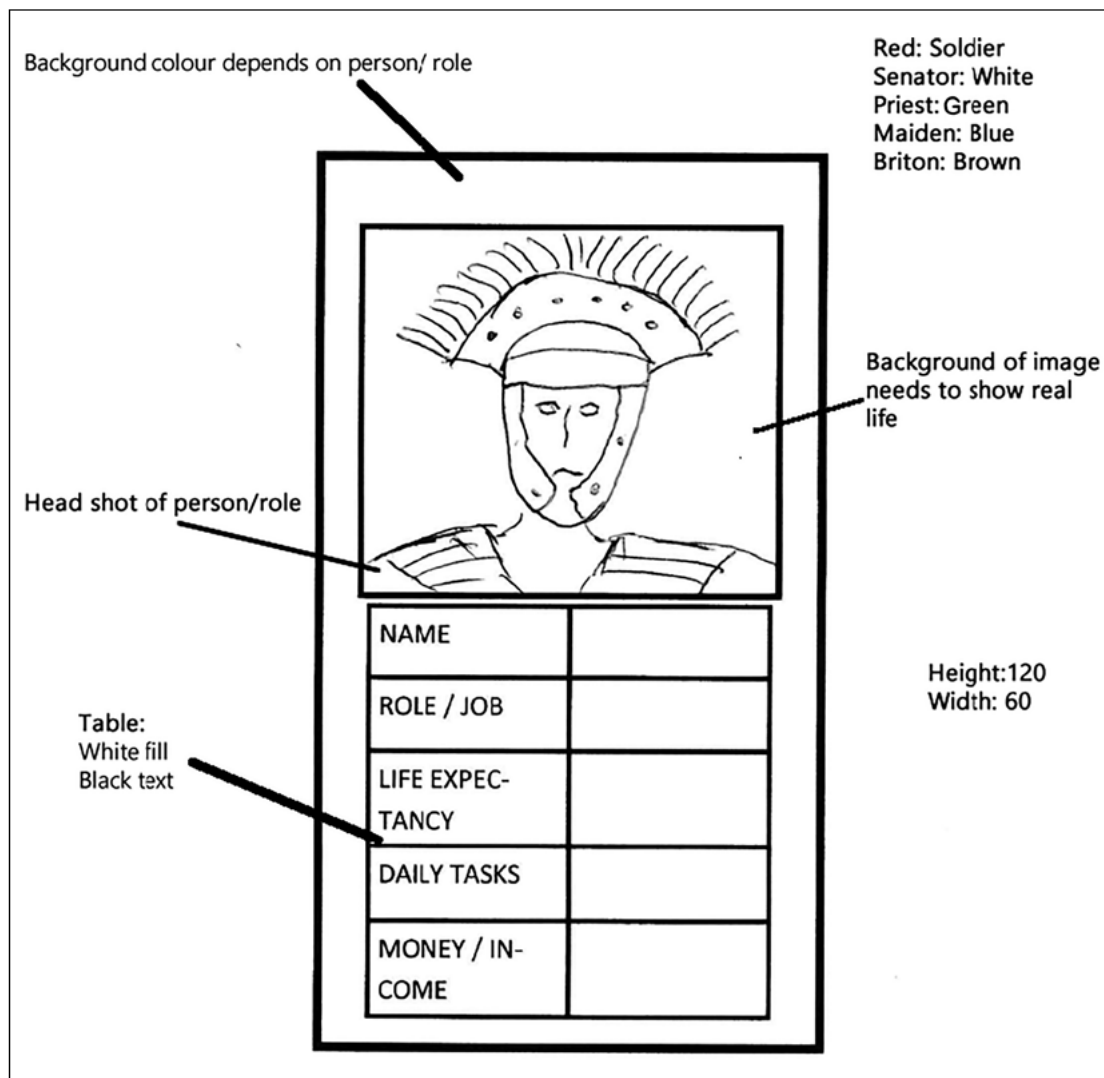 Background colour depends on person/ role
Red: Soldier
Senator: White
Priest: Green
Maiden: Blue
Briton: Brown
Background of image
needs to show real
life
Head shot of person/role
NAME
ROLE / JOB
LIFE EXPEC-
TANCY
DAILY TASKS
MONEY / IN-
COME
Height:120
Width: 60
Table:
White fill
Black text